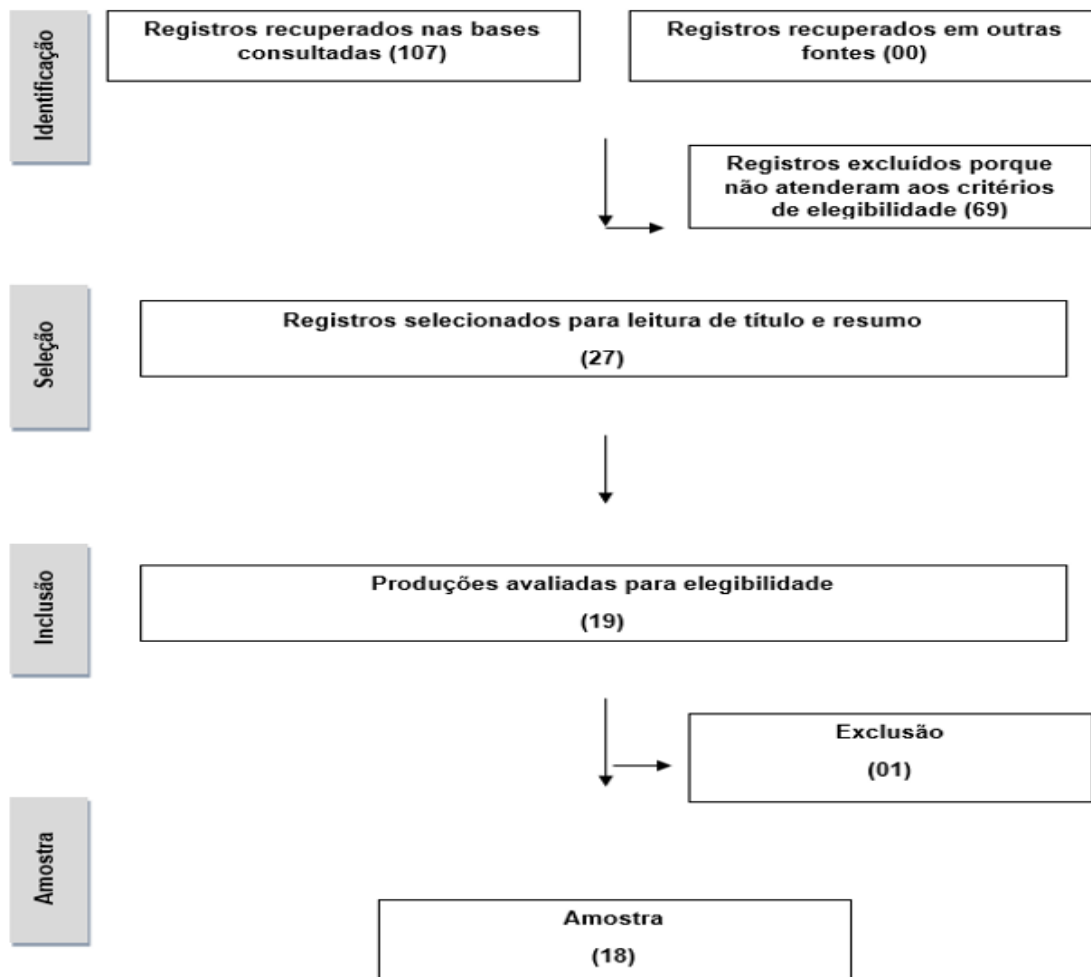 Identificação
Registros recuperados nas bases
consultadas (107)
Registros recuperados em outras
fontes (00)
Registros excluídos porque
não atenderam aos critérios
de elegibilidade (69)
Seleção
Registros selecionados para leitura de título e resumo
(27)
Inclusão
Produções avaliadas para elegibilidade
(19)
Exclusão
(01)
Amostra
Amostra
(18)